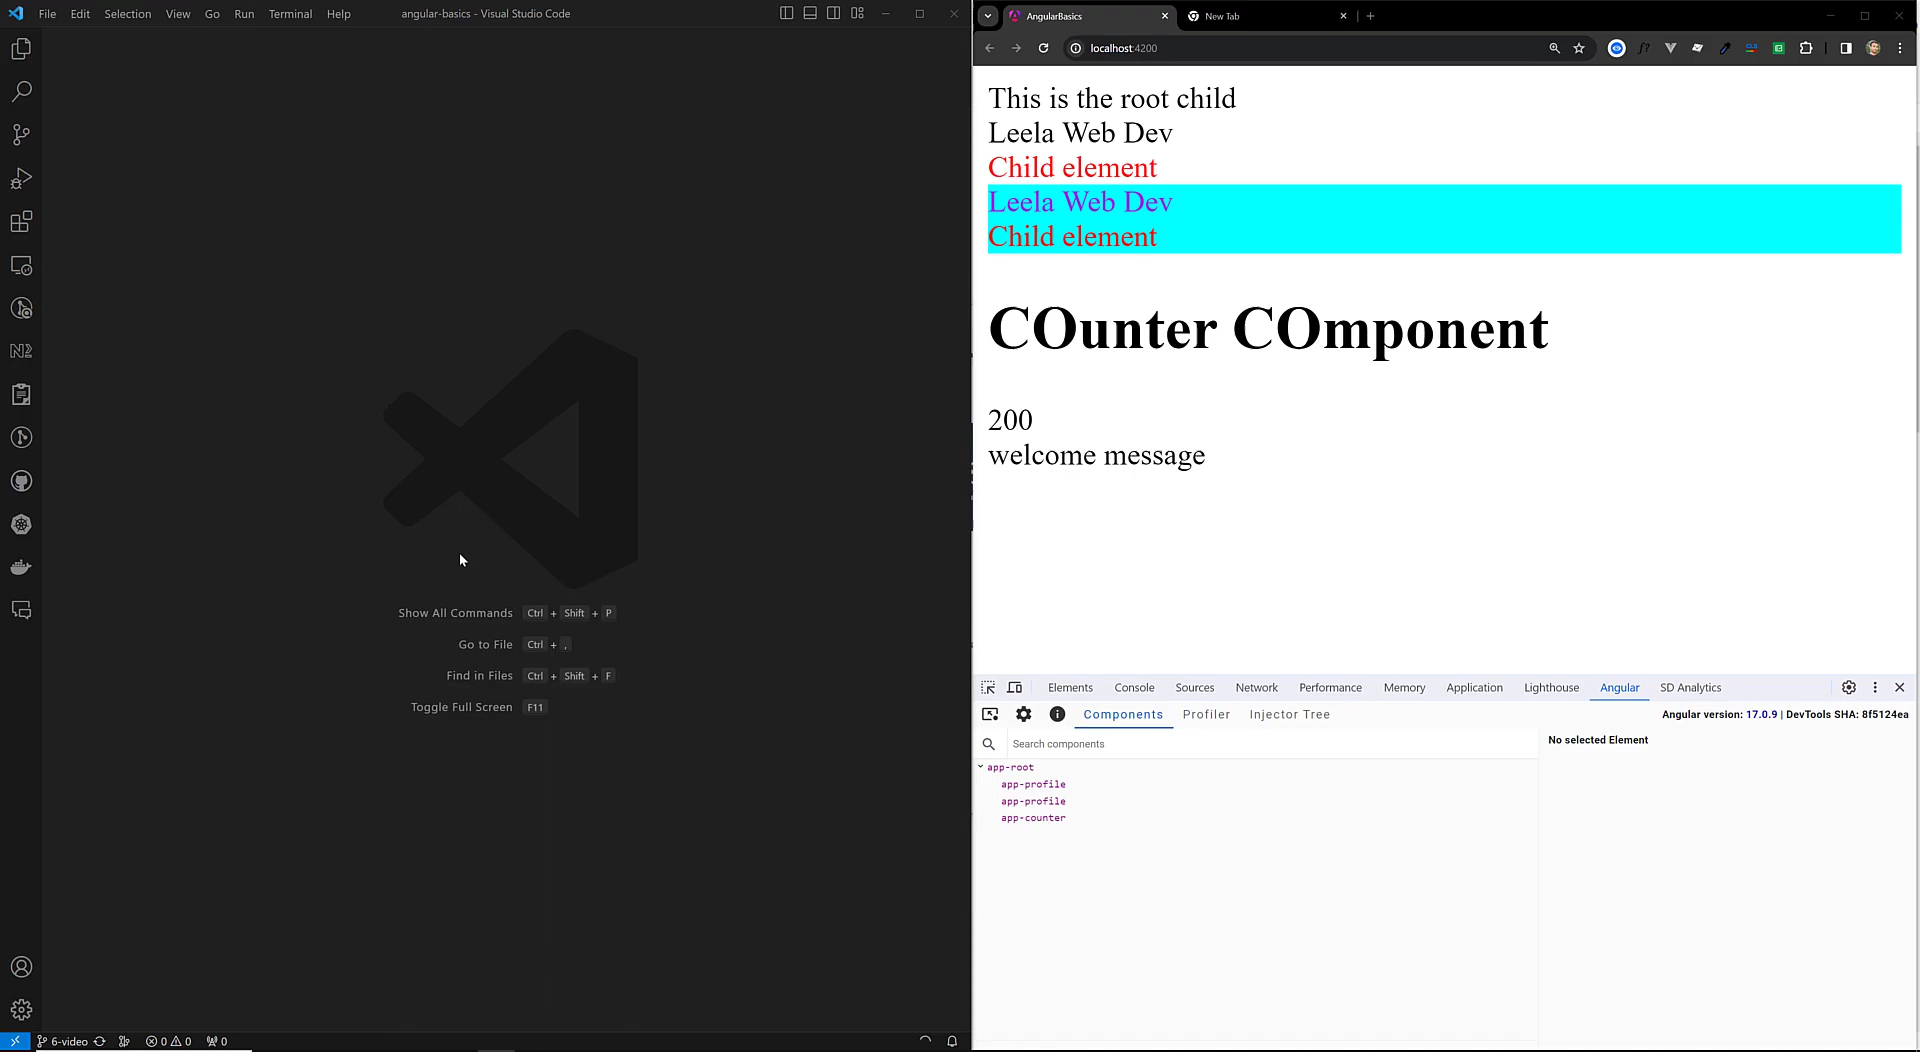 File Edit Selection View Go Run Terminal Help
angular-basics - Visual Studio Code
Show All Commands Ctrl + Shift + P
Go to File Ctrl + ,
Find in Files Ctrl + Shift + F
Toggle Full Screen F11
6-video 0 0 0
AngularBasics
New Tab
localhost:4200
This is the root child
Leela Web Dev
Child element
Leela Web Dev
Child element
COunter COmponent
200
welcome message
Elements Console Sources Network Performance Memory Application Lighthouse Angular SD Analytics
Components Profiler Injector Tree
Angular version: 17.0.9 | DevTools SHA: 8f5124ea
Search components
No selected Element
app-root
app-profile
app-profile
app-counter